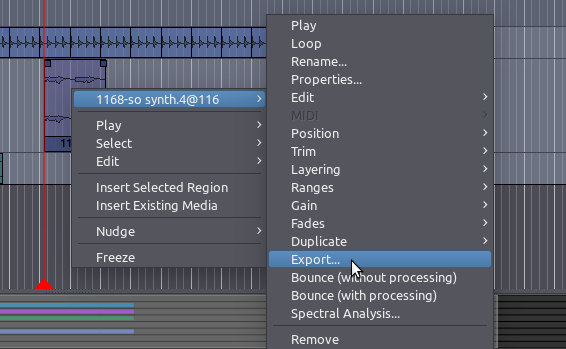 1168-so synth.4@116
Play
Select
Edit
Insert Selected Region
Insert Existing Media
Nudge
Freeze
Play
Loop
Rename...
Properties...
Edit
MIDI
Position
Trim
Layering
Ranges
Gain
Fades
Duplicate
Export...
Bounce (without processing)
Bounce (with processing)
Spectral Analysis...
Remove
11